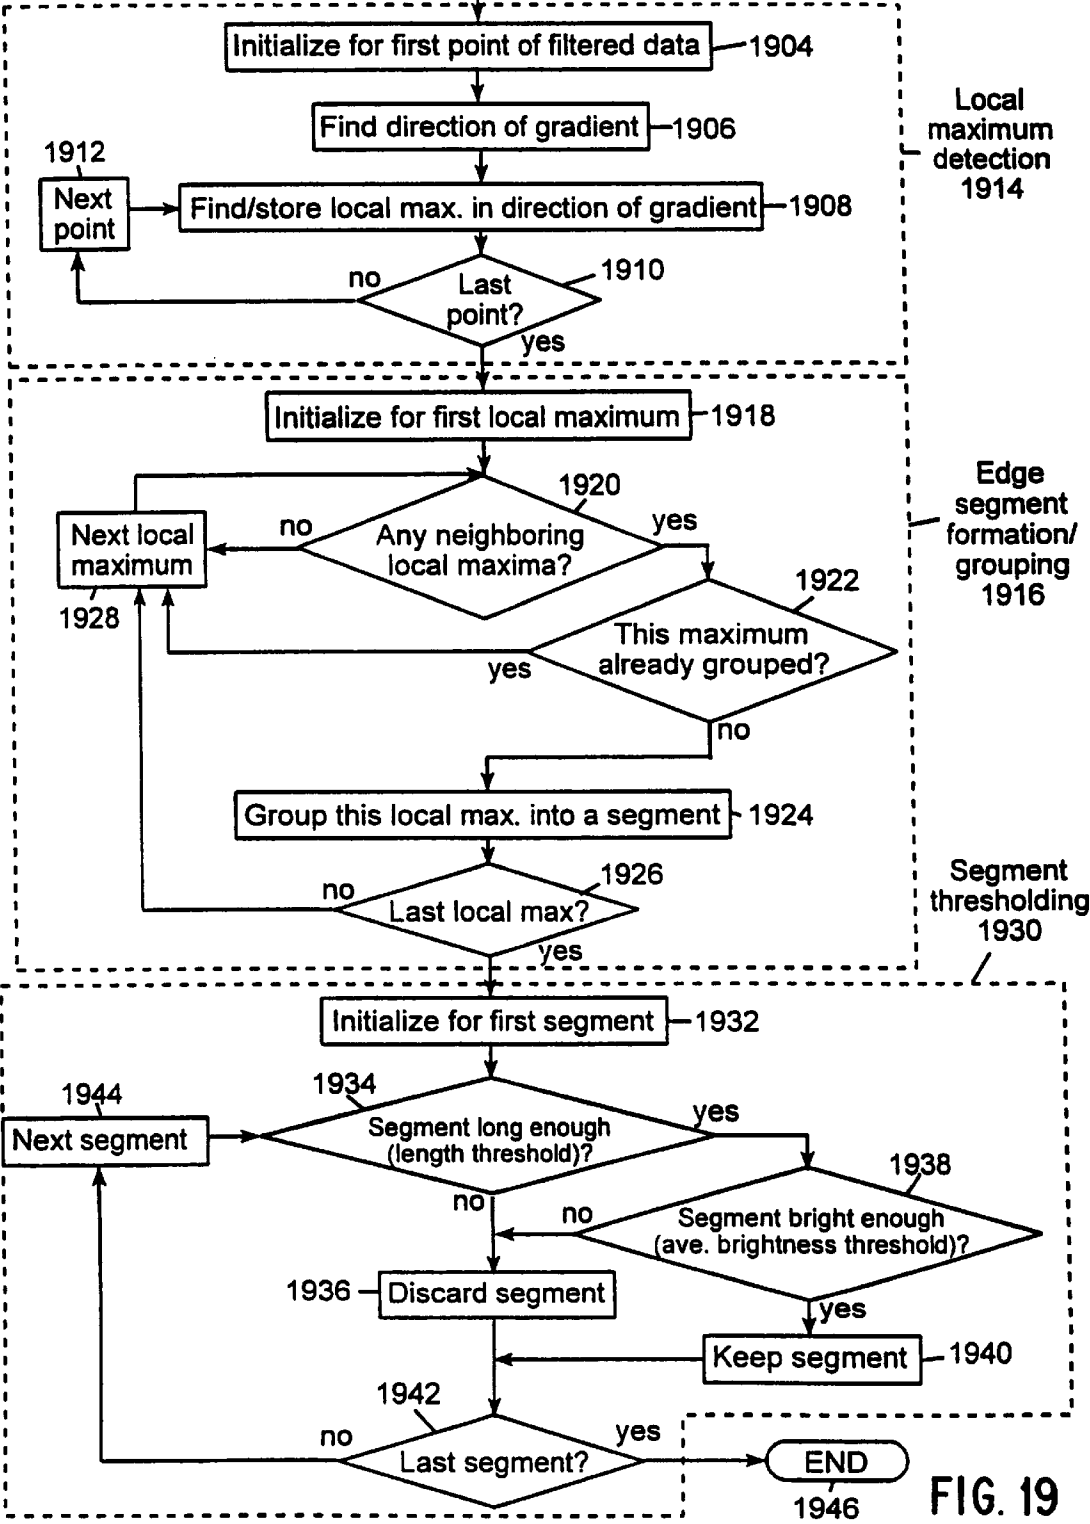 Initialize for first point of filtered data
1904
Find direction of gradient
1906
Local
maximum
detection
1914
1912
Next
point
Find/store local max. in direction of gradient
1908
no
1910
Last
point?
yes
Initialize for first local maximum
1918
1920
Edge
segment
formation/
grouping
1916
Next local
maximum
1928
no
Any neighboring
local maxima?
yes
1922
This maximum
already grouped?
yes
no
Group this local max. into a segment
1924
no
1926
Last local max?
yes
Segment
thresholding
1930
Initialize for first segment
1932
1944
Next segment
1934
Segment long enough
(length threshold)?
yes
no
1938
no
Segment bright enough
(ave. brightness threshold)?
yes
1936
Discard segment
Keep segment
1940
1942
no
Last segment?
yes
END
1946
FIG. 19